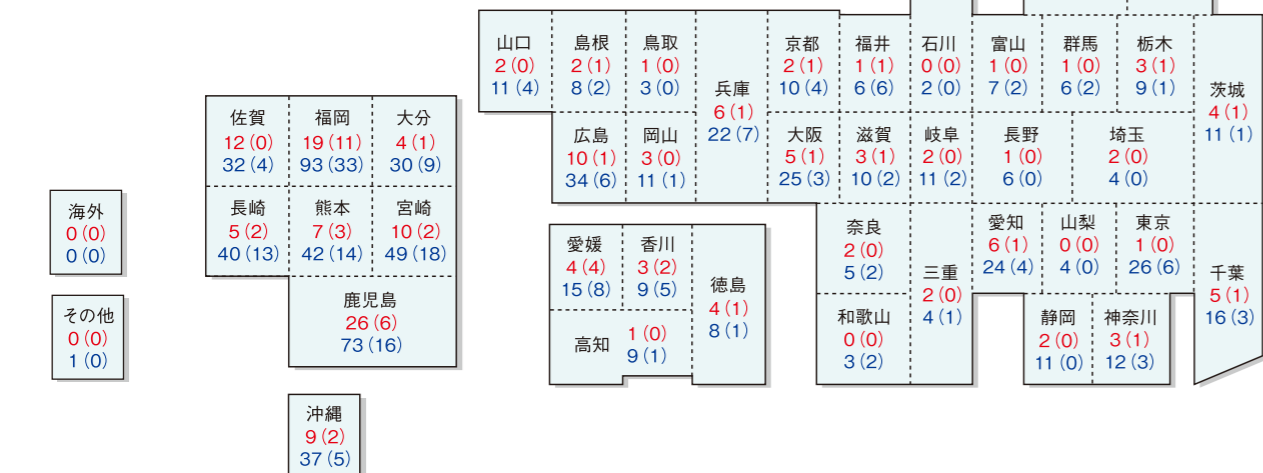 山口
2(0)
11(4)
島根
2(1)
8(2)
鳥取
1(0)
3(0)
兵庫
6(1)
22(7)
京都
2(1)
10(4)
福井
1(1)
6(6)
石川
0(0)
2(0)
富山
1(0)
7(2)
群馬
1(0)
6(2)
栃木
3(1)
9(1)
茨城
4(1)
11(1)
広島
10(1)
34(6)
岡山
3(0)
11(1)
大阪
5(1)
25(3)
滋賀
3(1)
10(2)
岐阜
2(0)
11(2)
長野
1(0)
6(0)
埼玉
2(0)
4(0)
佐賀
12(0)
32(4)
福岡
19(11)
93(33)
大分
4(1)
30(9)
長崎
5(2)
40(13)
熊本
7(3)
42(14)
宮崎
10(2)
49(18)
鹿児島
26(6)
73(16)
海外
0(0)
0(0)
その他
0(0)
1(0)
沖縄
9(2)
37(5)
愛媛
4(4)
15(8)
香川
3(2)
9(5)
徳島
4(1)
8(1)
高知
1(0)
9(1)
奈良
2(0)
5(2)
三重
2(0)
4(1)
和歌山
0(0)
3(2)
愛知
6(1)
24(4)
山梨
0(0)
4(0)
東京
1(0)
26(6)
千葉
5(1)
16(3)
静岡
2(0)
11(0)
神奈川
3(1)
12(3)